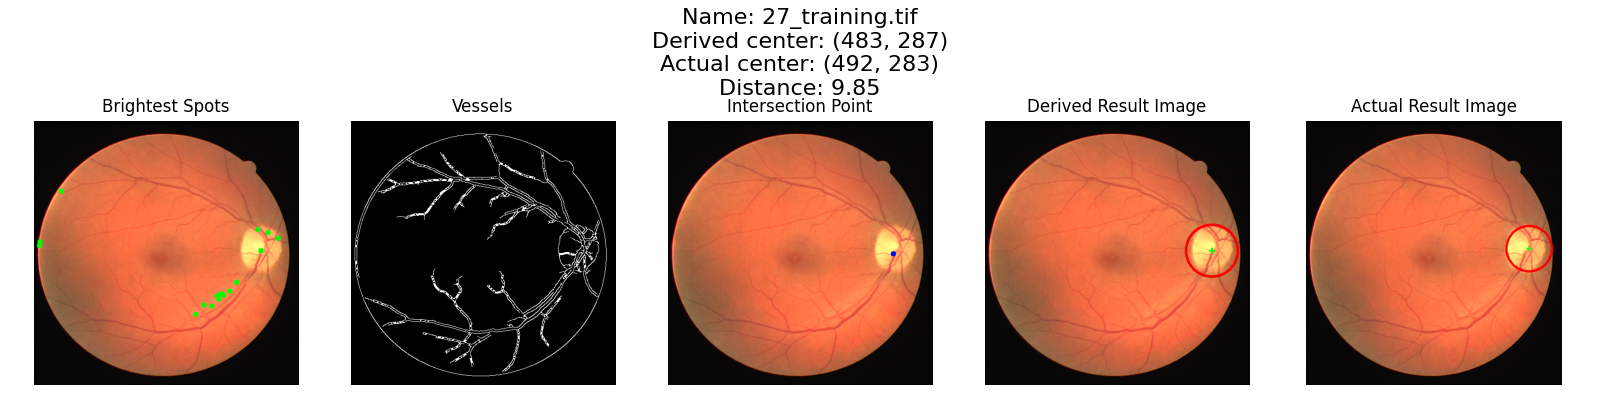 Name: 27_training.tif
Derived center: (483, 287)
Actual center: (492, 283)
Distance: 9.85
Brightest Spots
Vessels
Intersection Point
Derived Result Image
Actual Result Image